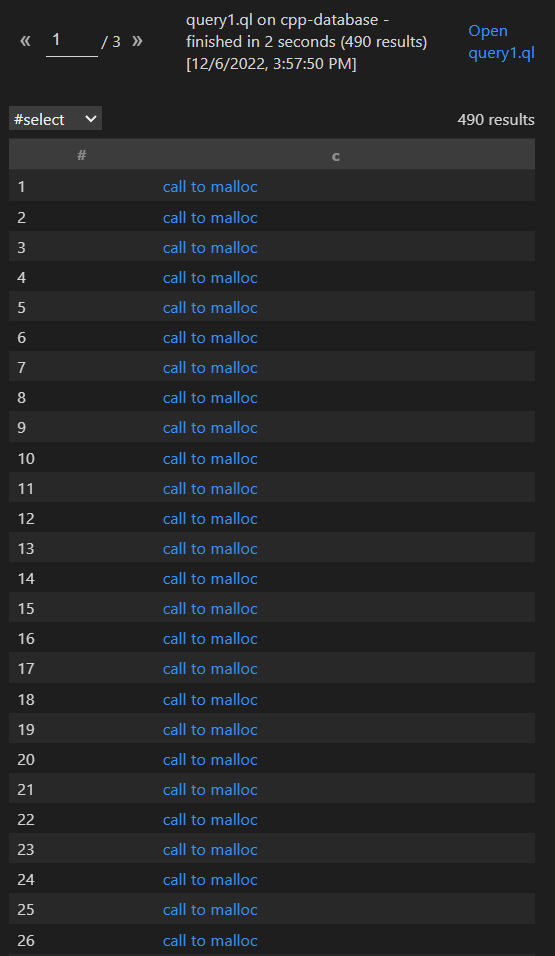 « 1 / 3 »
query1.ql on cpp-database -
finished in 2 seconds (490 results)
[12/6/2022, 3:57:50 PM]
Open
query1.ql
#select
490 results
# c
1 call to malloc
2 call to malloc
3 call to malloc
4 call to malloc
5 call to malloc
6 call to malloc
7 call to malloc
8 call to malloc
9 call to malloc
10 call to malloc
11 call to malloc
12 call to malloc
13 call to malloc
14 call to malloc
15 call to malloc
16 call to malloc
17 call to malloc
18 call to malloc
19 call to malloc
20 call to malloc
21 call to malloc
22 call to malloc
23 call to malloc
24 call to malloc
25 call to malloc
26 call to malloc